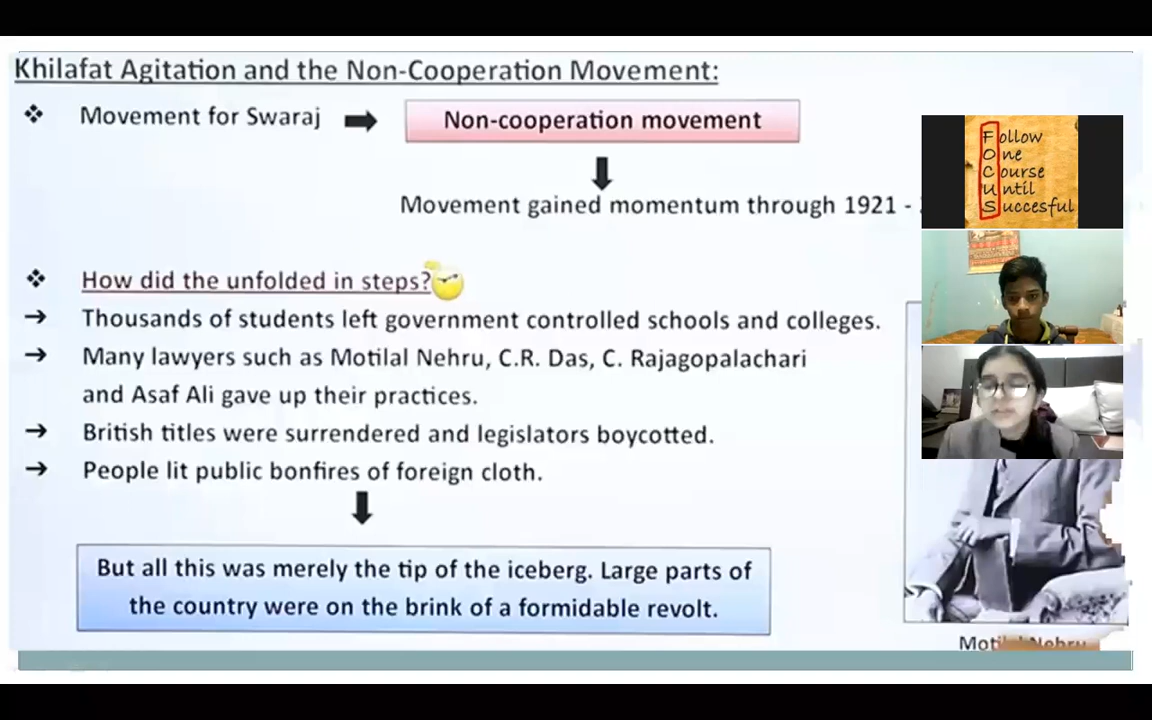 Khilafat Agitation and the Non-Cooperation Movement:
Movement for Swaraj
Non-cooperation movement
Movement gained momentum through 1921 -
How did the unfolded in steps?
Thousands of students left government controlled schools and colleges.
Many lawyers such as Motilal Nehru, C.R. Das, C. Rajagopalachari
and Asaf Ali gave up their practices.
British titles were surrendered and legislators boycotted.
People lit public bonfires of foreign cloth.
But all this was merely the tip of the iceberg. Large parts of
the country were on the brink of a formidable revolt.
Follow
One
Course
Until
Succesful
Motilal Nehru